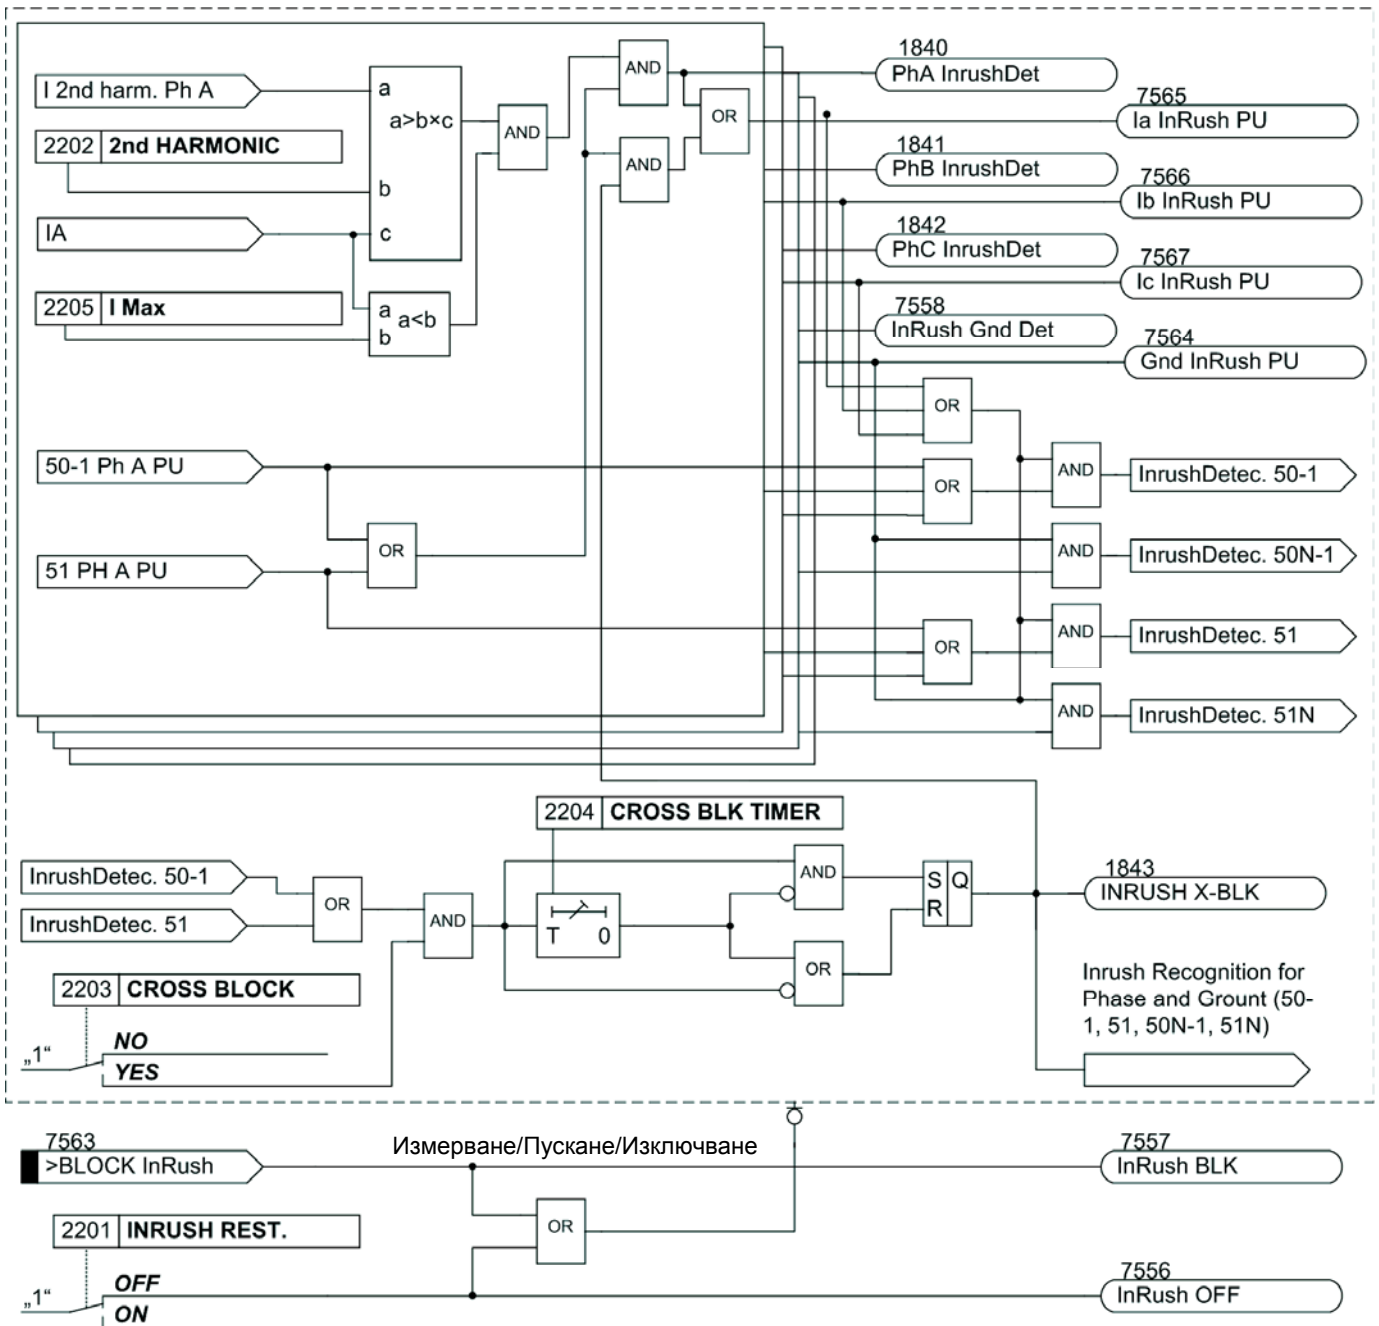 1840
PhA InrushDet
I 2nd harm. Ph A
a
a>b×c
AND
AND
OR
7565
Ia InRush PU
2202 2nd HARMONIC
b
AND
1841
PhB InrushDet
7566
Ib InRush PU
IA
c
1842
PhC InrushDet
7567
Ic InRush PU
2205 I Max
a
b
a<b
7558
InRush Gnd Det
7564
Gnd InRush PU
OR
50-1 Ph A PU
OR
AND
InrushDetec. 50-1
OR
AND
InrushDetec. 50N-1
51 PH A PU
OR
AND
InrushDetec. 51
AND
InrushDetec. 51N
2204 CROSS BLK TIMER
InrushDetec. 50-1
InrushDetec. 51
OR
AND
T 0
AND
OR
S Q
R
1843
INRUSH X-BLK
2203 CROSS BLOCK
„1“
NO
YES
Inrush Recognition for
Phase and Grount (50-
1, 51, 50N-1, 51N)
7563
>BLOCK InRush
Измерване/Пускане/Изключване
7557
InRush BLK
2201 INRUSH REST.
OR
„1“
OFF
ON
7556
InRush OFF